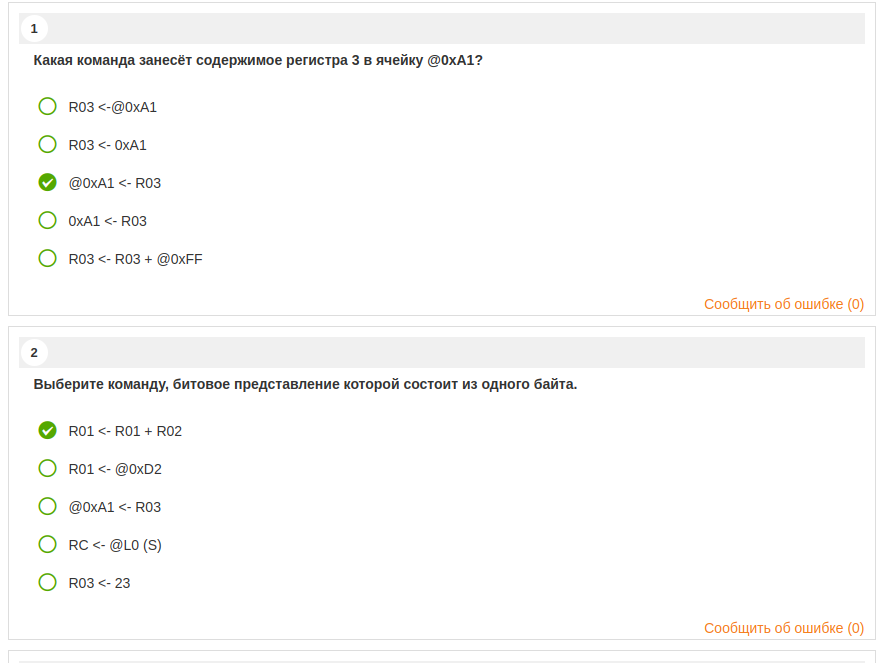 1
Какая команда занесёт содержимое регистра 3 в ячейку @0xA1?
R03 <-@0xA1
R03 <- 0xA1
@0xA1 <- R03
0xA1 <- R03
R03 <- R03 + @0xFF
Сообщить об ошибке (0)
2
Выберите команду, битовое представление которой состоит из одного байта.
R01 <- R01 + R02
R01 <- @0xD2
@0xA1 <- R03
RC <- @L0 (S)
R03 <- 23
Сообщить об ошибке (0)